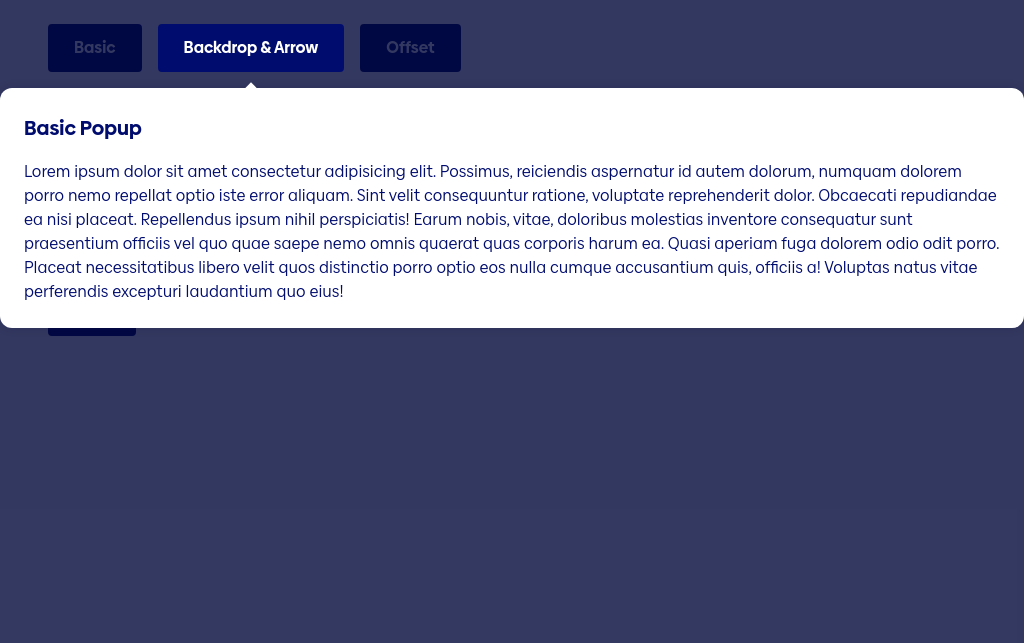 Basic
Backdrop & Arrow
Offset
Basic Popup
Lorem ipsum dolor sit amet consectetur adipisicing elit. Possimus, reiciendis aspernatur id autem dolorum, numquam dolorem
porro nemo repellat optio iste error aliquam. Sint velit consequuntur ratione, voluptate reprehenderit dolor. Obcaecati repudiandae
ea nisi placeat. Repellendus ipsum nihil perspiciatis! Earum nobis, vitae, doloribus molestias inventore consequatur sunt
praesentium officiis vel quo quae saepe nemo omnis quaerat quas corporis harum ea. Quasi aperiam fuga dolorem odio odit porro.
Placeat necessitatibus libero velit quos distinctio porro optio eos nulla cumque accusantium quis, officiis a! Voluptas natus vitae
perferendis excepturi laudantium quo eius!